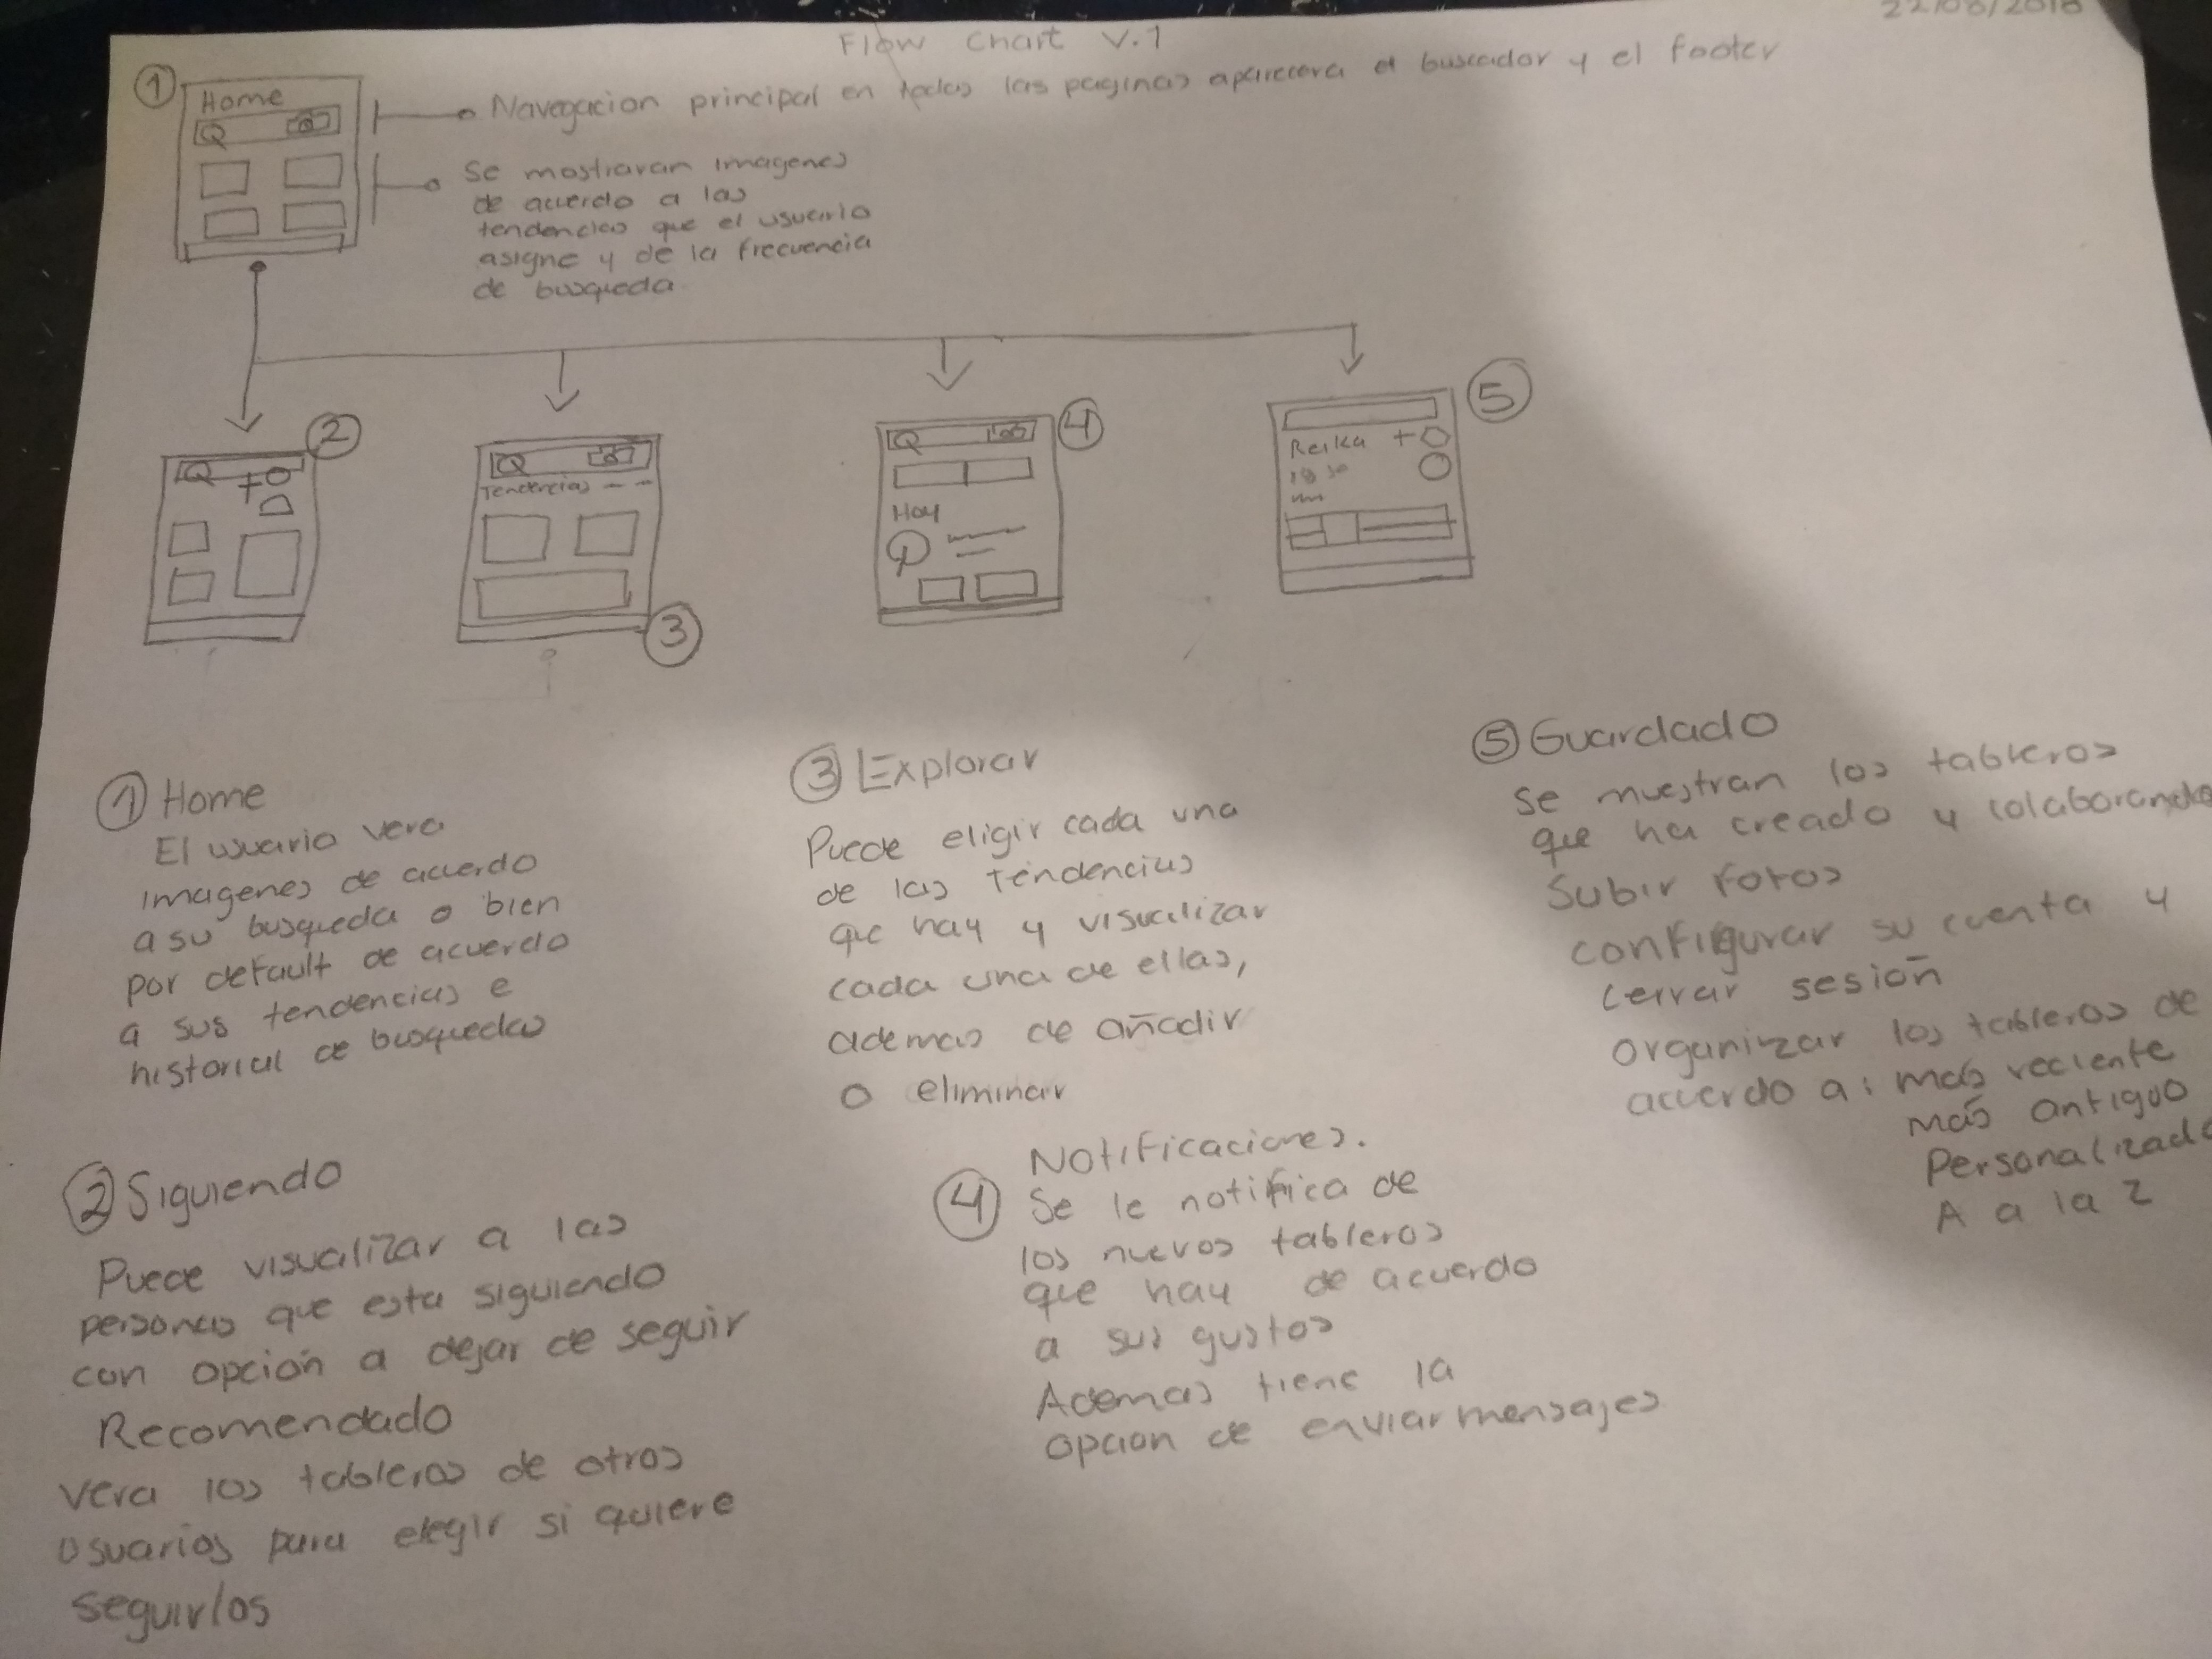 22/08/2018
Flow Chart V.1
1
Home
Navegacion principal en todas las paginas aparecera el buscador y el footer
Se mostraran imagenes
de acuerdo a las
tendencias que el usuario
asigne y de la frecuencia
de busqueda
2
Tendencias
3
4
Hoy
5
Reika +
1 Home
El usuario vera
imagenes de acuerdo
a su busqueda o bien
por default de acuerdo
a sus tendencias e
historial de busquedas
2 Siguiendo
Puede visualizar a las
personas que esta siguiendo
con opción a dejar de seguir
Recomendado
vera los tableros de otros
usuarios para elegir si quiere
seguirlos
3 Explorar
Puede eligir cada una
de las Tendencias
que hay y visualizar
cada una de ellas,
ademas de añadir
o eliminar
Notificaciones.
4 Se le notifica de
los nuevos tableros
que hay de acuerdo
a sus gustos
Ademas tiene la
opcion de enviar mensajes
5 Guardado
Se muestran los tableros
que ha creado y colaborando
Subir fotos
configurar su cuenta y
cerrar sesión
organizar los tableros de
acuerdo a: más reciente
más antiguo
Personalizado
A a la Z